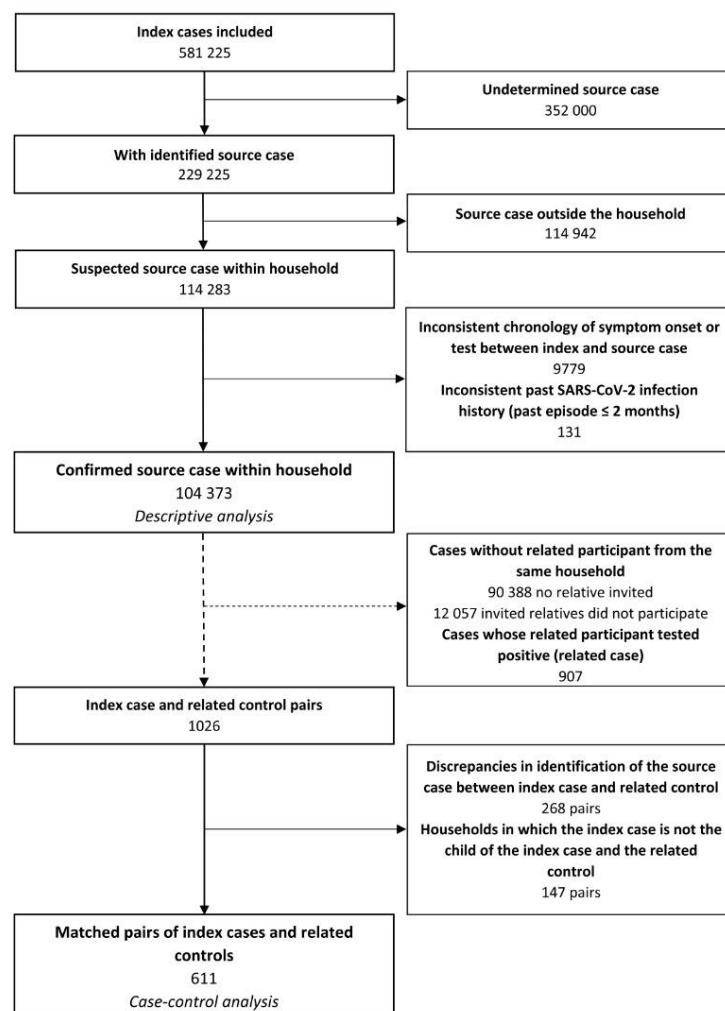 Index cases included
581 225
Undetermined source case
352 000
With identified source case
229 225
Source case outside the household
114 942
Suspected source case within household
114 283
Inconsistent chronology of symptom onset or
test between index and source case
9779
Inconsistent past SARS-CoV-2 infection
history (past episode ≤ 2 months)
131
Confirmed source case within household
104 373
Descriptive analysis
Cases without related participant from the
same household
90 388 no relative invited
12 057 invited relatives did not participate
Cases whose related participant tested
positive (related case)
907
Index case and related control pairs
1026
Discrepancies in identification of the source
case between index case and related control
268 pairs
Households in which the index case is not the
child of the index case and the related
control
147 pairs
Matched pairs of index cases and related
controls
611
Case-control analysis